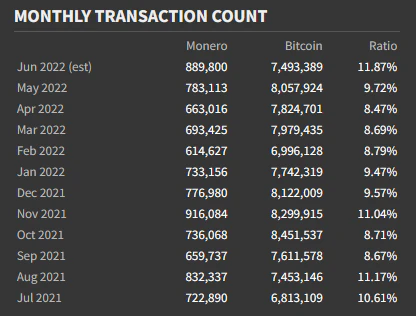 MONTHLY TRANSACTION COUNT
Monero Bitcoin Ratio
Jun 2022 (est) 889,800 7,493,389 11.87%
May 2022 783,113 8,057,924 9.72%
Apr 2022 663,016 7,824,701 8.47%
Mar 2022 693,425 7,979,435 8.69%
Feb 2022 614,627 6,996,128 8.79%
Jan 2022 733,156 7,742,319 9.47%
Dec 2021 776,980 8,122,009 9.57%
Nov 2021 916,084 8,299,915 11.04%
Oct 2021 736,068 8,451,537 8.71%
Sep 2021 659,737 7,611,578 8.67%
Aug 2021 832,337 7,453,146 11.17%
Jul 2021 722,890 6,813,109 10.61%